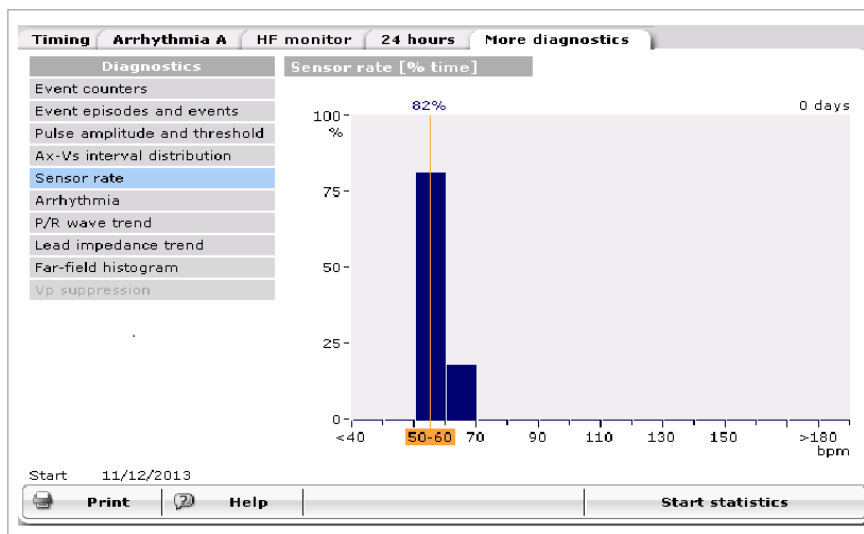 Timing Arrhythmia A HF monitor 24 hours More diagnostics
Diagnostics
Event counters
Event episodes and events
Pulse amplitude and threshold
Ax-Vs interval distribution
Sensor rate
Arrhythmia
P/R wave trend
Lead impedance trend
Far-field histogram
Vp suppression
Sensor rate [% time]
82% 0 days
100
%
75
50
25
0
<40 50-60 70 90 110 130 150 >180
bpm
Start 11/12/2013
Print Help Start statistics